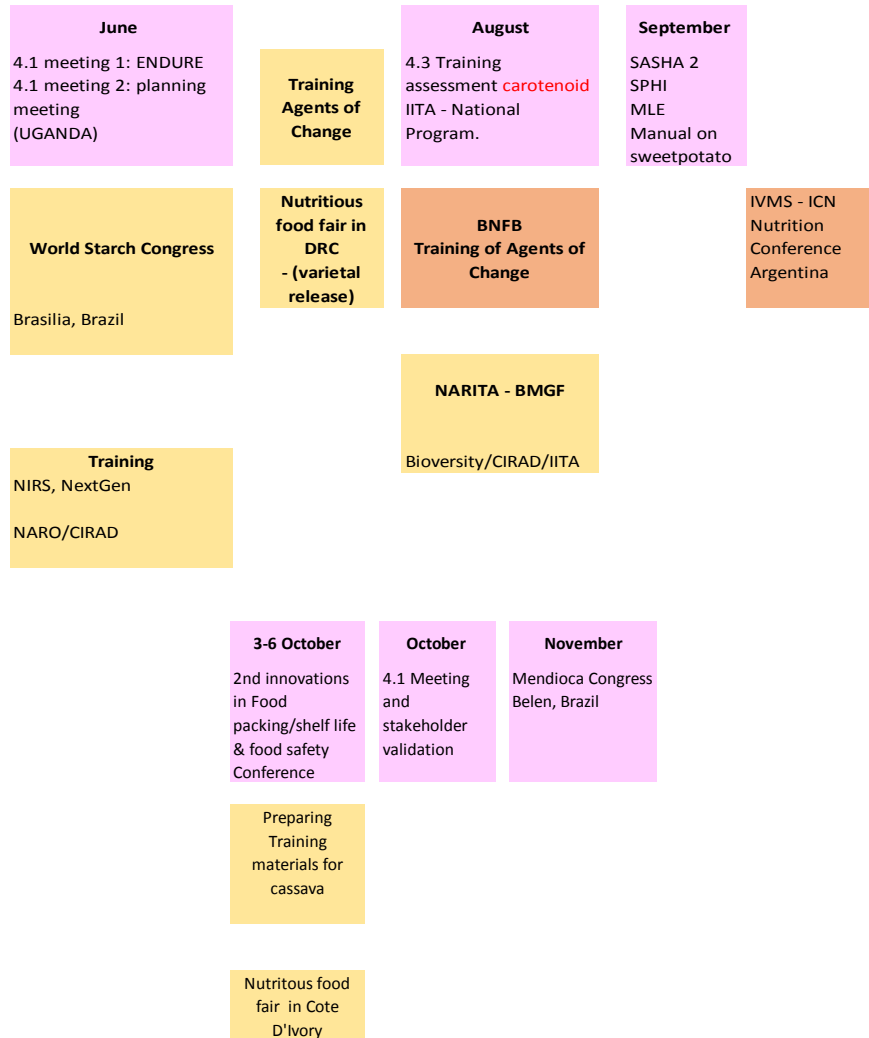 June
4.1 meeting 1: ENDURE
4.1 meeting 2: planning
meeting
(UGANDA)
Training
Agents of
Change
August
4.3 Training
assessment carotenoid
IITA - National
Program.
September
SASHA 2
SPHI
MLE
Manual on
sweetpotato
World Starch Congress
Brasilia, Brazil
Nutritious
food fair in
DRC
- (varietal
release)
BNFB
Training of Agents of
Change
IVMS - ICN
Nutrition
Conference
Argentina
NARITA - BMGF
Bioversity/CIRAD/IITA
Training
NIRS, NextGen
NARO/CIRAD
3-6 October
2nd innovations
in Food
packing/shelf life
& food safety
Conference
October
4.1 Meeting
and
stakeholder
validation
November
Mendioca Congress
Belen, Brazil
Preparing
Training
materials for
cassava
Nutritous food
fair in Cote
D'Ivory